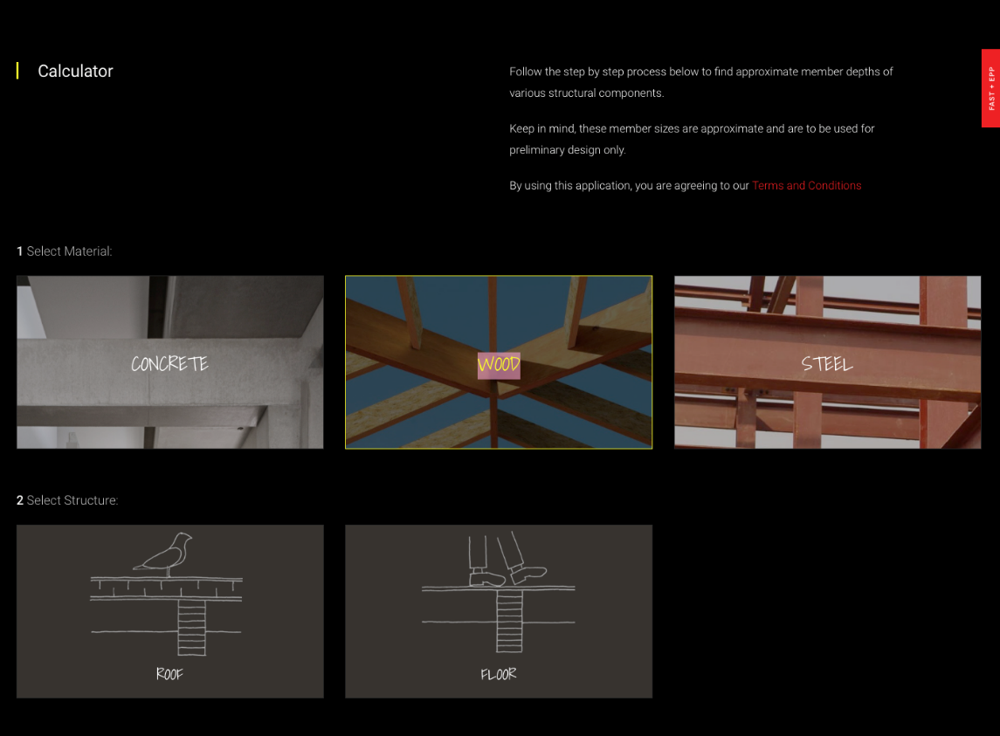 Calculator
Follow the step by step process below to find approximate member depths of
various structural components.
Keep in mind, these member sizes are approximate and are to be used for
preliminary design only.
By using this application, you are agreeing to our Terms and Conditions
FAST + EPP
1 Select Material:
CONCRETE
WOOD
STEEL
2 Select Structure:
ROOF
FLOOR